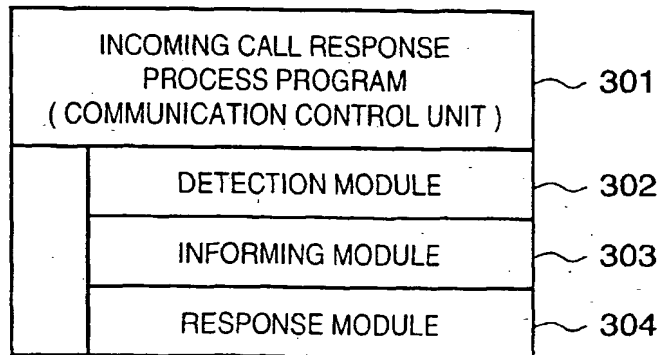 INCOMING CALL RESPONSE
PROCESS PROGRAM
( COMMUNICATION CONTROL UNIT )
301
DETECTION MODULE
302
INFORMING MODULE
303
RESPONSE MODULE
304